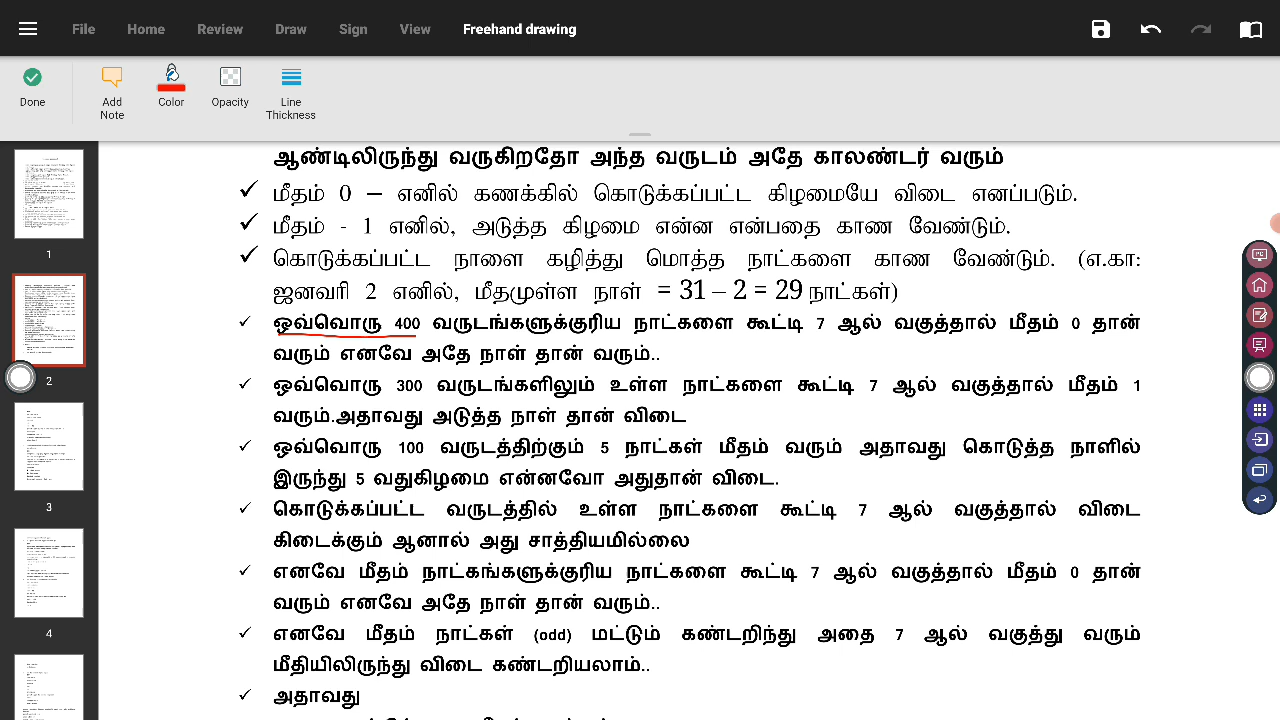 File Home Review Draw Sign View Freehand drawing
Done Add Note Color Opacity Line Thickness
ஆண்டிலிருந்து வருகிறதோ அந்த வருடம் அதே காலண்டர் வரும்
✓ மீதம் 0 – எனில் கணக்கில் கொடுக்கப்பட்ட கிழமையே விடை எனப்படும்.
✓ மீதம் - 1 எனில், அடுத்த கிழமை என்ன என்பதை காண வேண்டும்.
✓ கொடுக்கப்பட்ட நாளை கழித்து மொத்த நாட்களை காண வேண்டும். (எ.கா:
ஜனவரி 2 எனில், மீதமுள்ள நாள் = 31 – 2 = 29 நாட்கள்)
✓ ஒவ்வொரு 400 வருடங்களுக்குரிய நாட்களை கூட்டி 7 ஆல் வகுத்தால் மீதம் 0 தான்
வரும் எனவே அதே நாள் தான் வரும்..
✓ ஒவ்வொரு 300 வருடங்களிலும் உள்ள நாட்களை கூட்டி 7 ஆல் வகுத்தால் மீதம் 1
வரும்.அதாவது அடுத்த நாள் தான் விடை
✓ ஒவ்வொரு 100 வருடத்திற்கும் 5 நாட்கள் மீதம் வரும் அதாவது கொடுத்த நாளில்
இருந்து 5 வதுகிழமை என்னவோ அதுதான் விடை.
✓ கொடுக்கப்பட்ட வருடத்தில் உள்ள நாட்களை கூட்டி 7 ஆல் வகுத்தால் விடை
கிடைக்கும் ஆனால் அது சாத்தியமில்லை
✓ எனவே மீதம் நாட்கங்களுக்குரிய நாட்களை கூட்டி 7 ஆல் வகுத்தால் மீதம் 0 தான்
வரும் எனவே அதே நாள் தான் வரும்..
✓ எனவே மீதம் நாட்கள் (odd) மட்டும் கண்டறிந்து அதை 7 ஆல் வகுத்து வரும்
மீதியிலிருந்து விடை கண்டறியலாம்..
✓ அதாவது
1
2
3
4